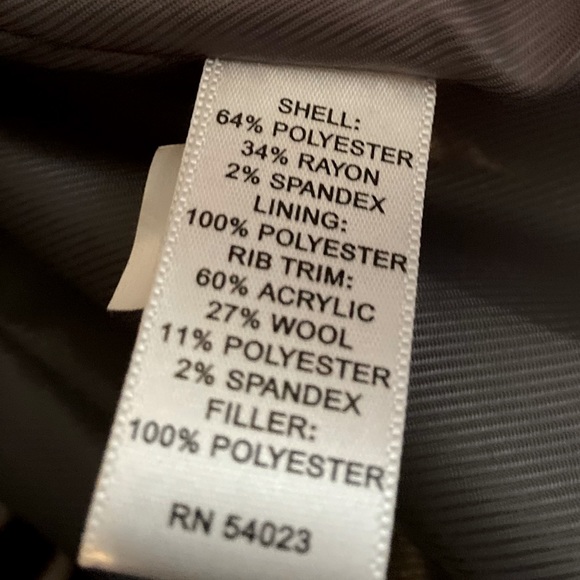 SHELL:
64% POLYESTER
34% RAYON
2% SPANDEX
LINING:
100% POLYESTER
RIB TRIM:
60% ACRYLIC
27% WOOL
11% POLYESTER
2% SPANDEX
FILLER:
100% POLYESTER
RN 54023